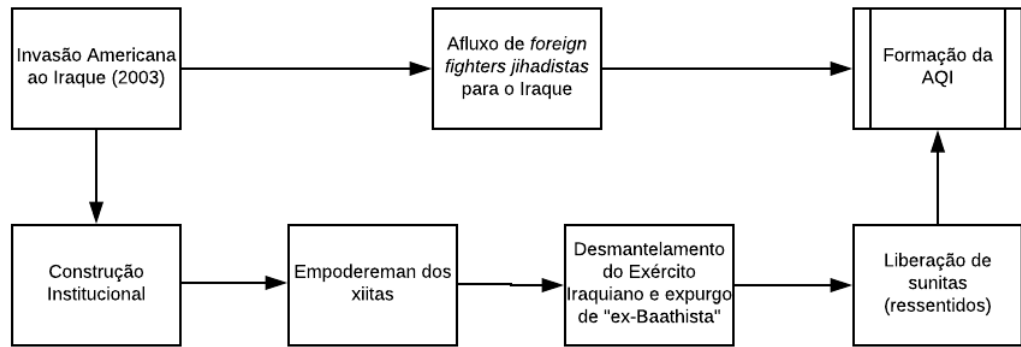 Invasão Americana
ao Iraque (2003)
Afluxo de foreign
fighters jihadistas
para o Iraque
Formação da
AQI
Construção
Institucional
Empodereman dos
xiitas
Desmantelamento
do Exército
Iraquiano e expurgo
de "ex-Baathista"
Liberação de
sunitas
(ressentidos)